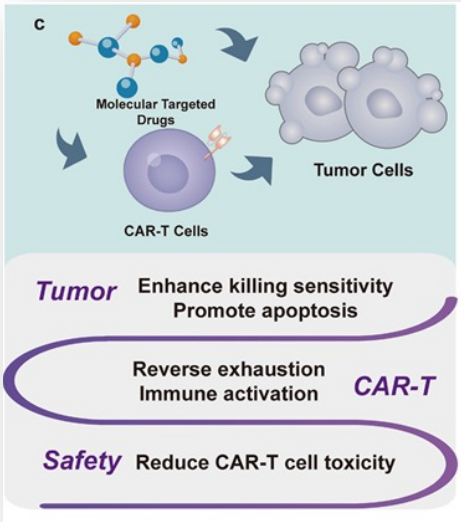 c
Molecular Targeted
Drugs
Tumor Cells
CAR-T Cells
Tumor Enhance killing sensitivity
Promote apoptosis
Reverse exhaustion
Immune activation CAR-T
Safety Reduce CAR-T cell toxicity